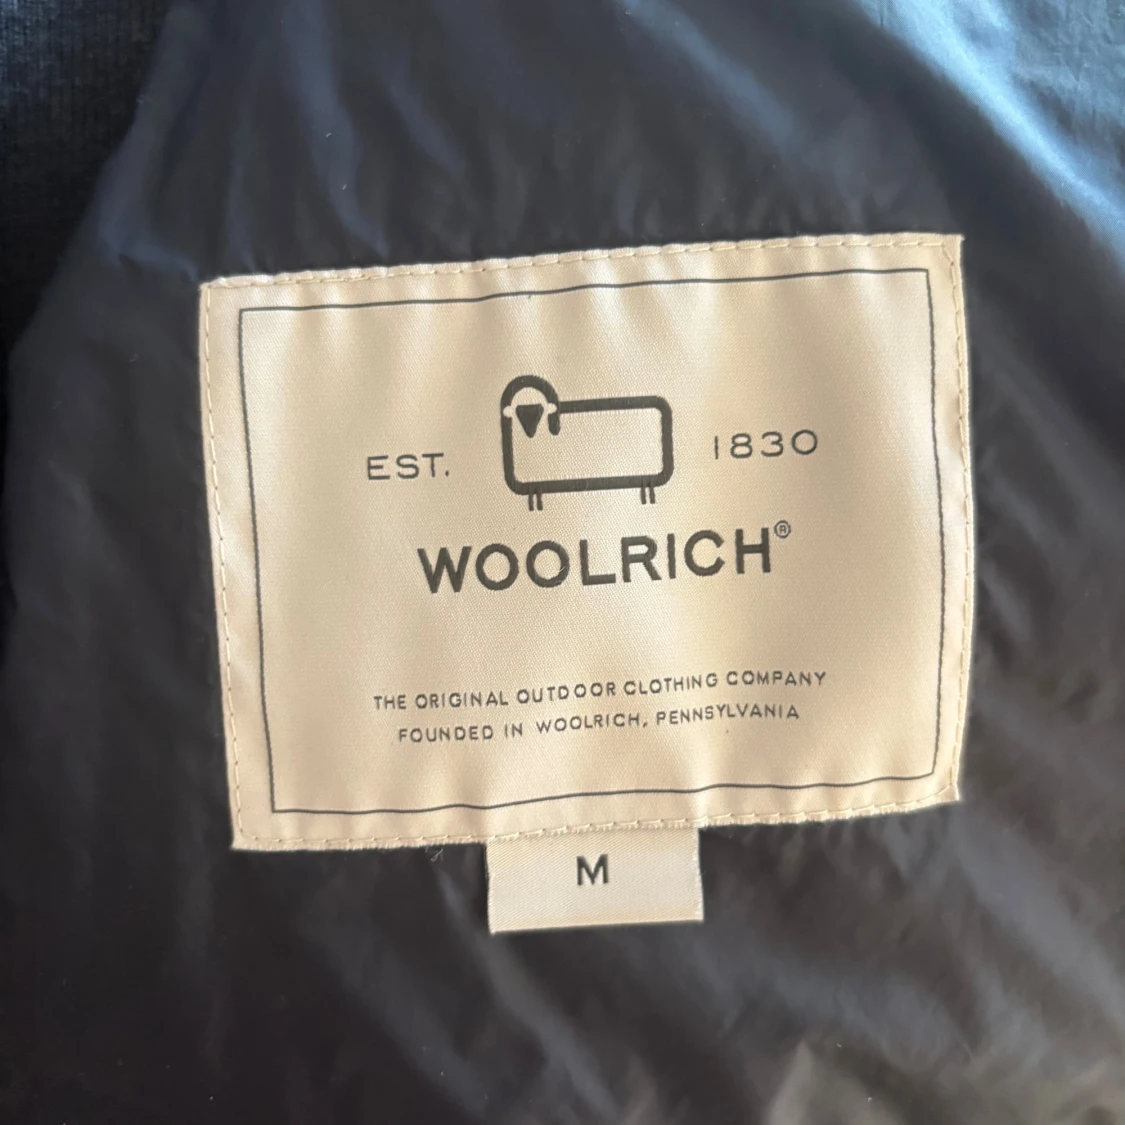 EST. 1830
WOOLRICH®
THE ORIGINAL OUTDOOR CLOTHING COMPANY
FOUNDED IN WOOLRICH, PENNSYLVANIA
M